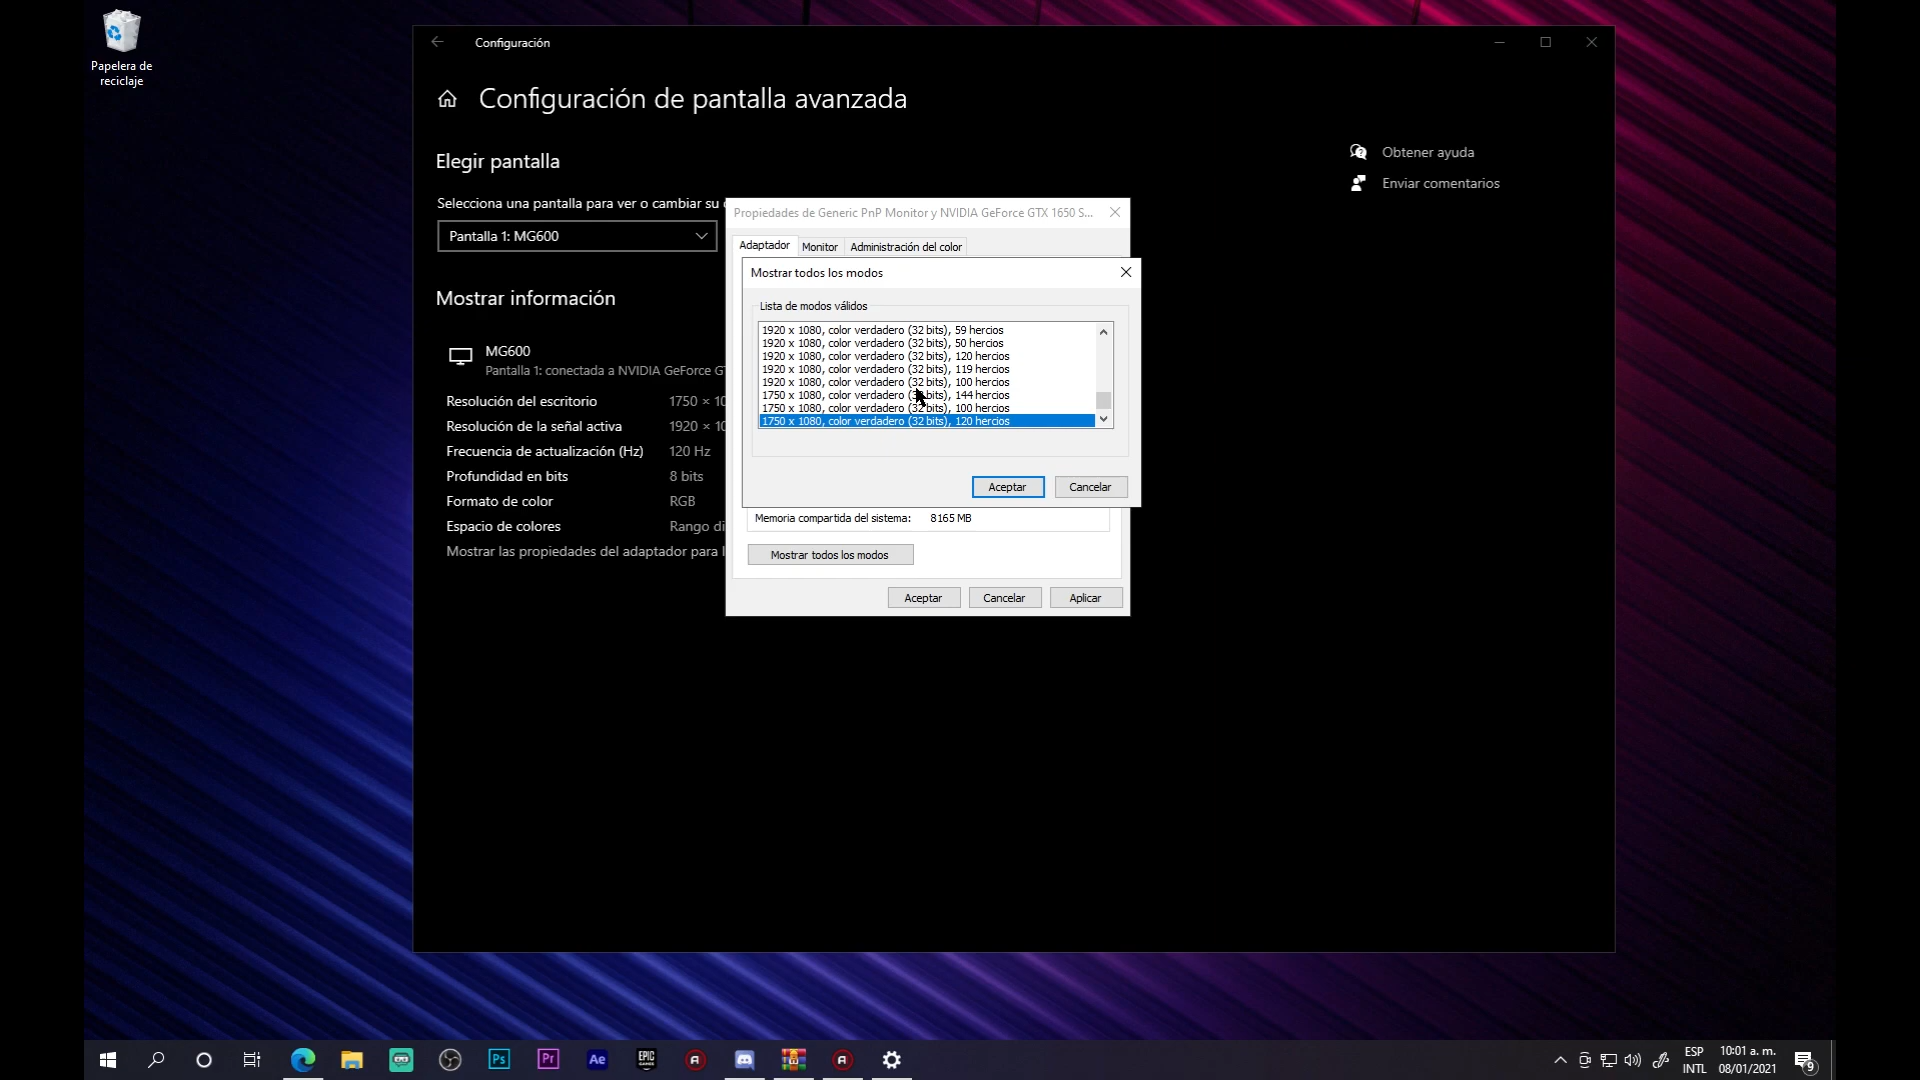 Papelera de
reciclaje
Configuración
Configuración de pantalla avanzada
Elegir pantalla
Selecciona una pantalla para ver o cambiar su
Pantalla 1: MG600
Mostrar información
MG600
Pantalla 1: conectada a NVIDIA GeForce
Resolución del escritorio 1750 × 10
Resolución de la señal activa 1920 × 10
Frecuencia de actualización (Hz) 120 Hz
Profundidad en bits 8 bits
Formato de color RGB
Espacio de colores Rango di
Mostrar las propiedades del adaptador para
Obtener ayuda
Enviar comentarios
Propiedades de Generic PnP Monitor y NVIDIA GeForce GTX 1650 S...
Adaptador Monitor Administración del color
Mostrar todos los modos
Lista de modos válidos
1920 x 1080, color verdadero (32 bits), 59 hercios
1920 x 1080, color verdadero (32 bits), 50 hercios
1920 x 1080, color verdadero (32 bits), 120 hercios
1920 x 1080, color verdadero (32 bits), 119 hercios
1920 x 1080, color verdadero (32 bits), 100 hercios
1750 x 1080, color verdadero (32 bits), 144 hercios
1750 x 1080, color verdadero (32 bits), 100 hercios
1750 x 1080, color verdadero (32 bits), 120 hercios
Aceptar Cancelar
Memoria compartida del sistema: 8165 MB
Mostrar todos los modos
Aceptar Cancelar Aplicar
Ps Pr Ae EPIC GAMES
ESP
INTL
10:01 a. m.
08/01/2021
9